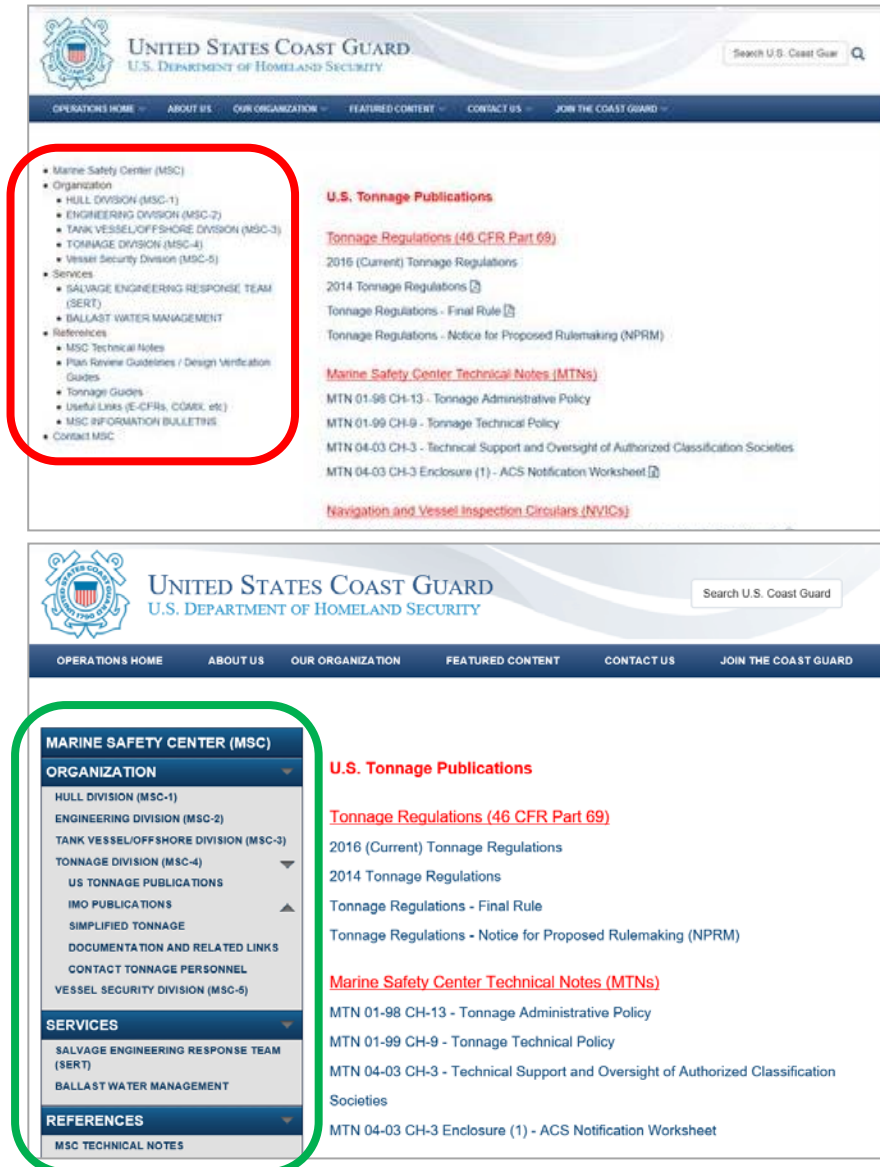 UNITED STATES COAST GUARD
U.S. DEPARTMENT OF HOMELAND SECURITY
Search U.S. Coast Guar
OPERATIONS HOME ABOUT US OUR ORGANIZATION FEATURED CONTENT CONTACT US JOIN THE COAST GUARD
• Marine Safety Center (MSC)
• Organization
• HULL DIVISION (MSC-1)
• ENGINEERING DIVISION (MSC-2)
• TANK VESSEL/OFFSHORE DIVISION (MSC-3)
• TONNAGE DIVISION (MSC-4)
• Vessel Security Division (MSC-5)
• Services
• SALVAGE ENGINEERING RESPONSE TEAM
(SERT)
• BALLAST WATER MANAGEMENT
• References
• MSC Technical Notes
• Plan Review Guidelines / Design Verification
Guides
• Tonnage Guides
• Useful Links (E-CFRs, COMIX, etc)
• MSC INFORMATION BULLETINS
• Contact MSC
U.S. Tonnage Publications
Tonnage Regulations (46 CFR Part 69)
2016 (Current) Tonnage Regulations
2014 Tonnage Regulations
Tonnage Regulations - Final Rule
Tonnage Regulations - Notice for Proposed Rulemaking (NPRM)
Marine Safety Center Technical Notes (MTNs)
MTN 01-98 CH-13 - Tonnage Administrative Policy
MTN 01-99 CH-9 - Tonnage Technical Policy
MTN 04-03 CH-3 - Technical Support and Oversight of Authorized Classification Societies
MTN 04-03 CH-3 Enclosure (1) - ACS Notification Worksheet
Navigation and Vessel Inspection Circulars (NVICs)
UNITED STATES COAST GUARD
U.S. DEPARTMENT OF HOMELAND SECURITY
Search U.S. Coast Guard
OPERATIONS HOME ABOUT US OUR ORGANIZATION FEATURED CONTENT CONTACT US JOIN THE COAST GUARD
MARINE SAFETY CENTER (MSC)
ORGANIZATION
HULL DIVISION (MSC-1)
ENGINEERING DIVISION (MSC-2)
TANK VESSEL/OFFSHORE DIVISION (MSC-3)
TONNAGE DIVISION (MSC-4)
US TONNAGE PUBLICATIONS
IMO PUBLICATIONS
SIMPLIFIED TONNAGE
DOCUMENTATION AND RELATED LINKS
CONTACT TONNAGE PERSONNEL
VESSEL SECURITY DIVISION (MSC-5)
SERVICES
SALVAGE ENGINEERING RESPONSE TEAM
(SERT)
BALLAST WATER MANAGEMENT
REFERENCES
MSC TECHNICAL NOTES
U.S. Tonnage Publications
Tonnage Regulations (46 CFR Part 69)
2016 (Current) Tonnage Regulations
2014 Tonnage Regulations
Tonnage Regulations - Final Rule
Tonnage Regulations - Notice for Proposed Rulemaking (NPRM)
Marine Safety Center Technical Notes (MTNs)
MTN 01-98 CH-13 - Tonnage Administrative Policy
MTN 01-99 CH-9 - Tonnage Technical Policy
MTN 04-03 CH-3 - Technical Support and Oversight of Authorized Classification
Societies
MTN 04-03 CH-3 Enclosure (1) - ACS Notification Worksheet